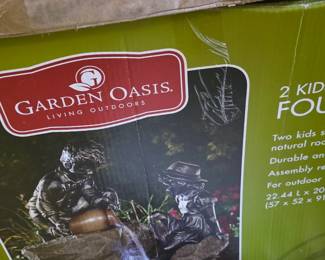 GARDEN OASIS.
LIVING OUTDOORS
2 KID
FOU
Two kids s
natural roc
Durable an
Assembly re
For outdoor
22.44 L x 20
(57 x 52 x 91